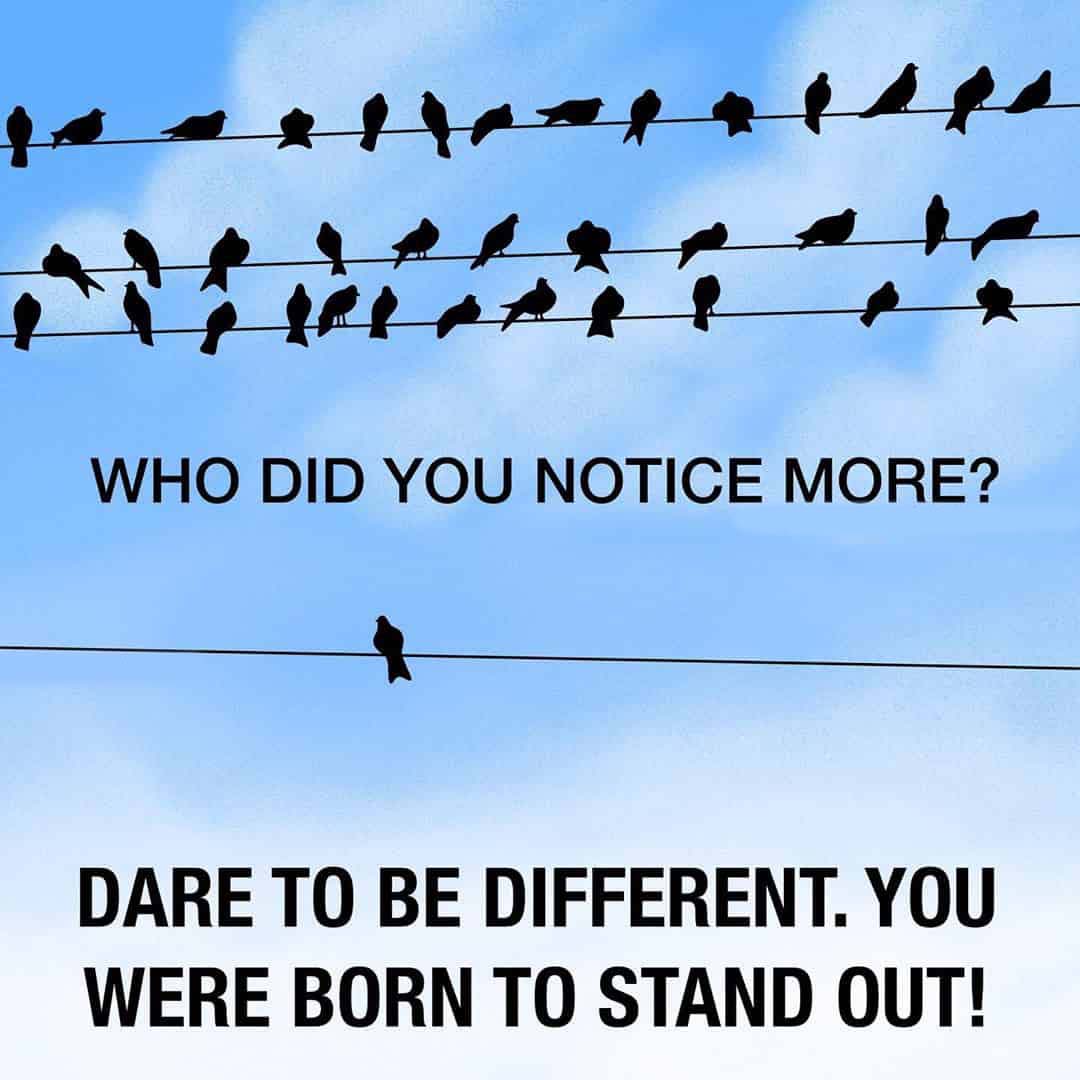 WHO DID YOU NOTICE MORE?
DARE TO BE DIFFERENT. YOU
WERE BORN TO STAND OUT!